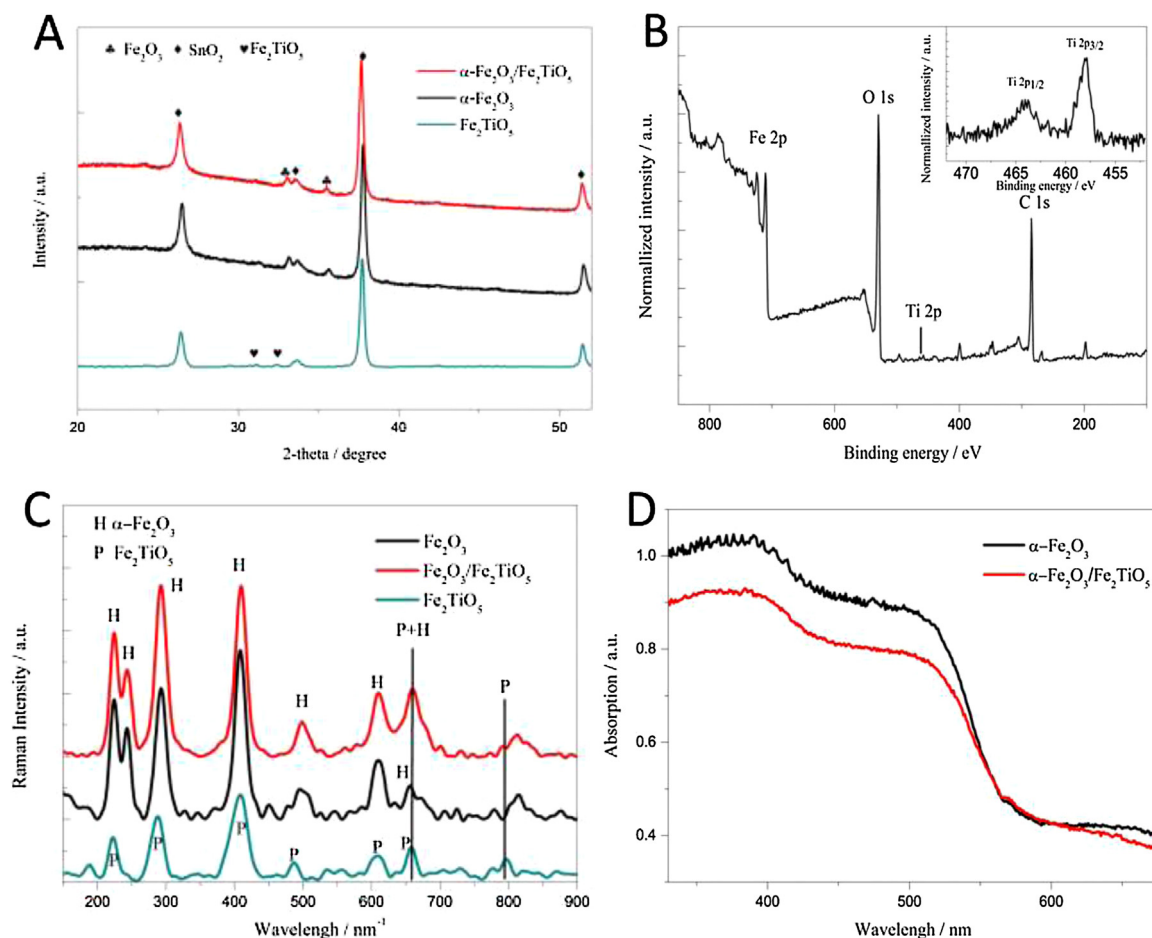 A
♣ Fe₂O₃ ♦ SnO₂ ♥ Fe₂TiO₅
α-Fe₂O₃/Fe₂TiO₅
α-Fe₂O₃
Fe₂TiO₅
♦
♣ ♦ ♣
♦
♦
♥ ♥
Intensity / a.u.
20 30 40 50
2-theta / degree
B
Fe 2p
O 1s
Ti 2p
C 1s
Normallized intensity / a.u.
800 600 400 200
Binding energy / eV
Ti 2p1/2
Ti 2p3/2
Normallized intensity / a.u.
470 465 460 455
Binding energy / eV
C
H α–Fe₂O₃
P Fe₂TiO₅
Fe₂O₃
Fe₂O₃/Fe₂TiO₅
Fe₂TiO₅
H H H H H H P+H P
H
P P P P P P
Raman Intensity / a.u.
200 300 400 500 600 700 800 900
Wavelengh / nm⁻¹
D
α–Fe₂O₃
α–Fe₂O₃/Fe₂TiO₅
Absorption / a.u.
1.0
0.8
0.6
0.4
400 500 600
Wavelengh / nm